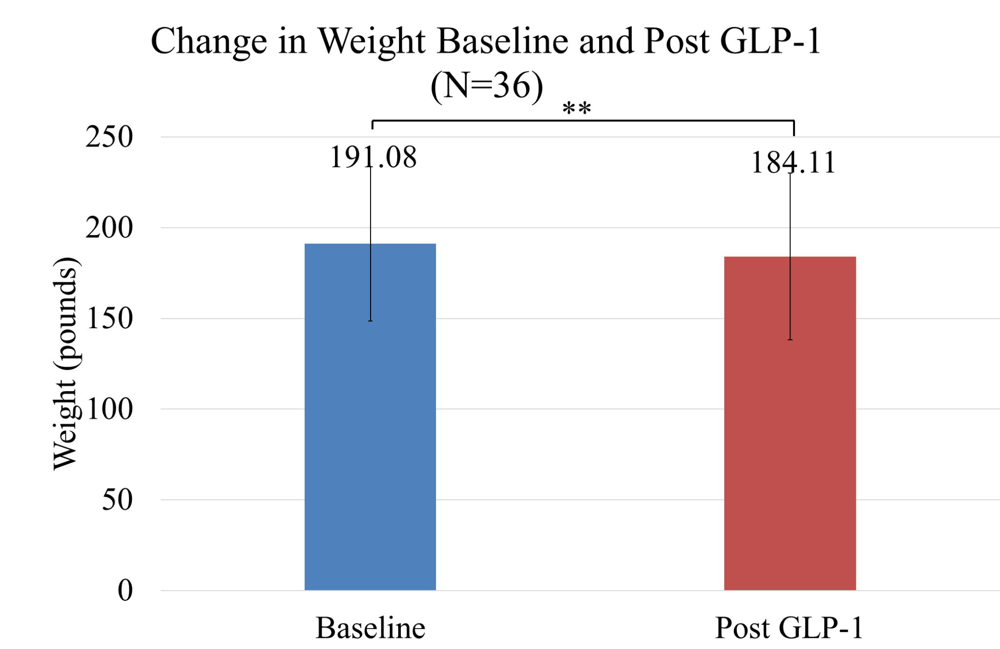 Change in Weight Baseline and Post GLP-1
(N=36)
**
250
191.08
184.11
200
150
100
50
0
Weight (pounds)
Baseline
Post GLP-1